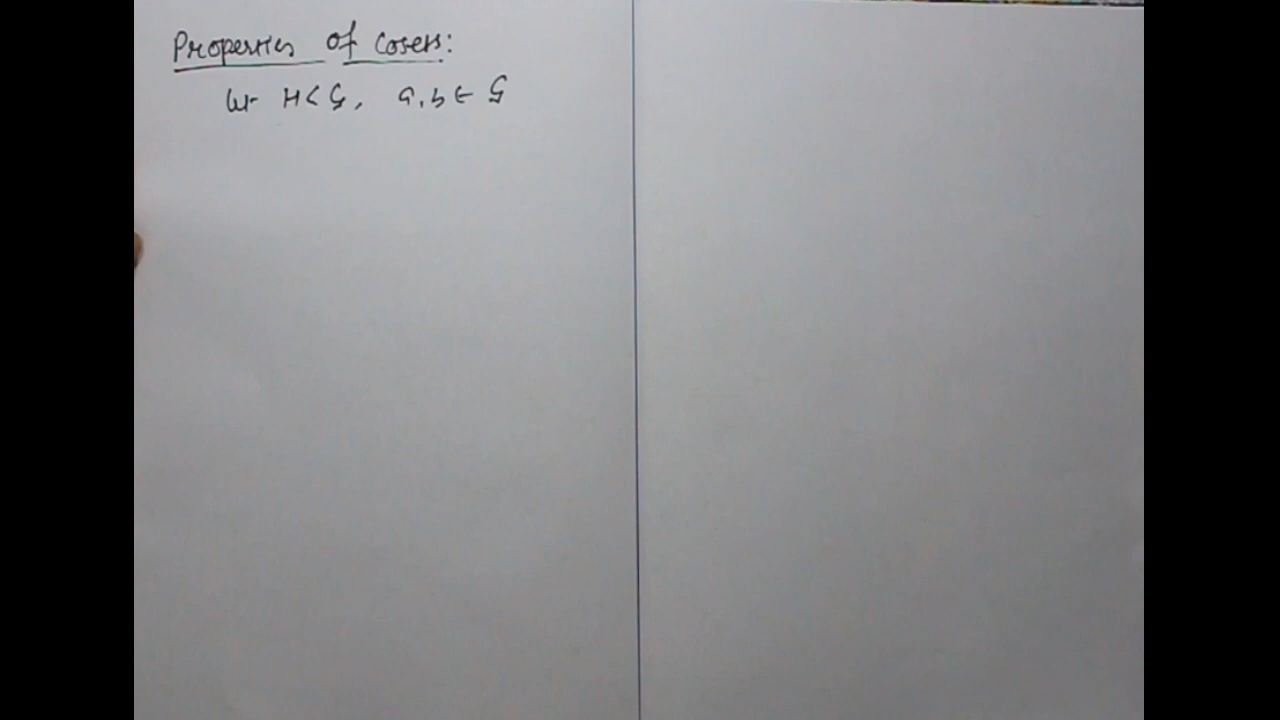 Properties of Cosets:
Let H < G, a, b ∈ G